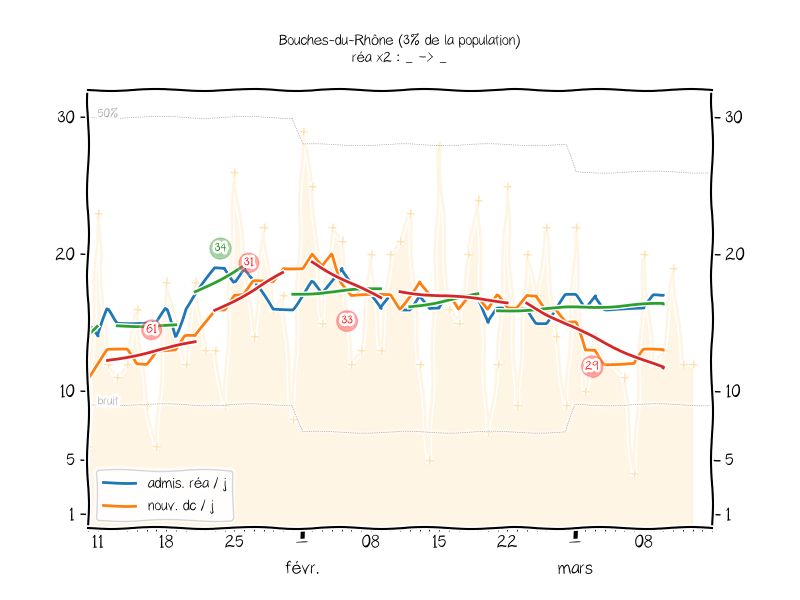 Bouches-du-Rhône (3% de la population)
réa x2 : _ -> _
30
30
50%
34
31
20
20
61
33
29
10
10
bruit
5
5
admis. réa / j
nouv. dc / j
1
1
11 18 25 1 08 15 22 1 08
févr. mars